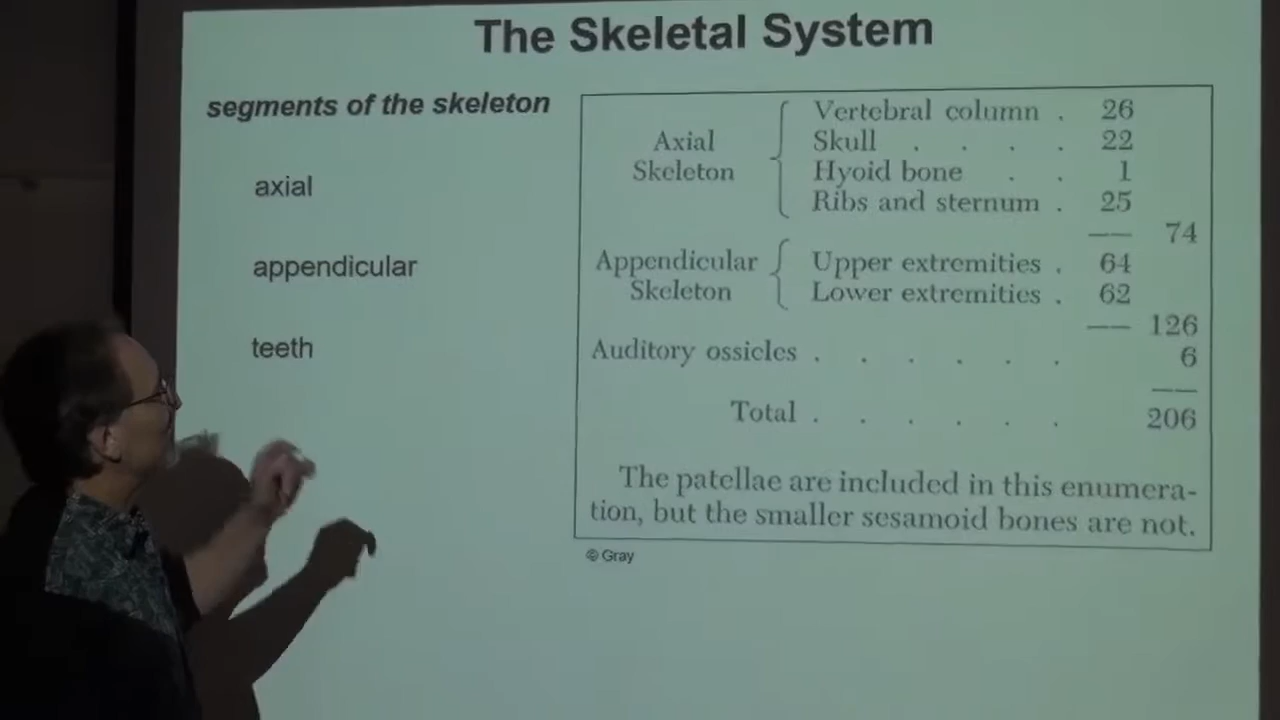 The Skeletal System
segments of the skeleton
axial
appendicular
teeth
Axial Skeleton
Vertebral column . 26
Skull . . . . 22
Hyoid bone . . 1
Ribs and sternum . 25
74
Appendicular Skeleton
Upper extremities . 64
Lower extremities . 62
126
Auditory ossicles . . . . . . 6
Total . . . . . . 206
The patellae are included in this enumera-
tion, but the smaller sesamoid bones are not.
© Gray